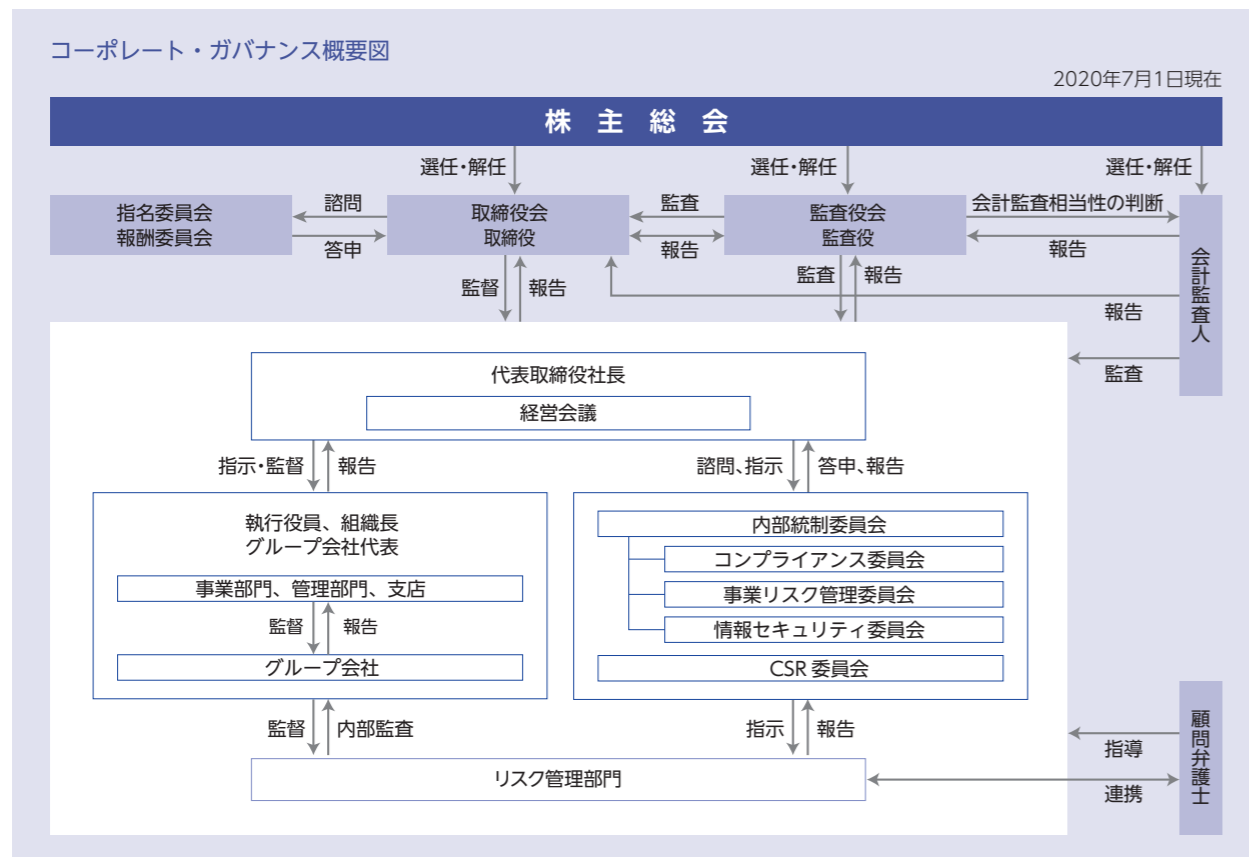 コーポレート・ガバナンス概要図
2020年7月1日現在
株主総会
選任・解任
選任・解任
選任・解任
指名委員会
報酬委員会
諮問
答申
取締役会
取締役
監査
報告
監査役会
監査役
会計監査相当性の判断
報告
会計監査人
監督
報告
監査
報告
報告
監査
代表取締役社長
経営会議
指示・監督
報告
諮問、指示
答申、報告
執行役員、組織長
グループ会社代表
事業部門、管理部門、支店
監督
報告
グループ会社
内部統制委員会
コンプライアンス委員会
事業リスク管理委員会
情報セキュリティ委員会
CSR 委員会
監督
内部監査
指示
報告
リスク管理部門
指導
連携
顧問弁護士